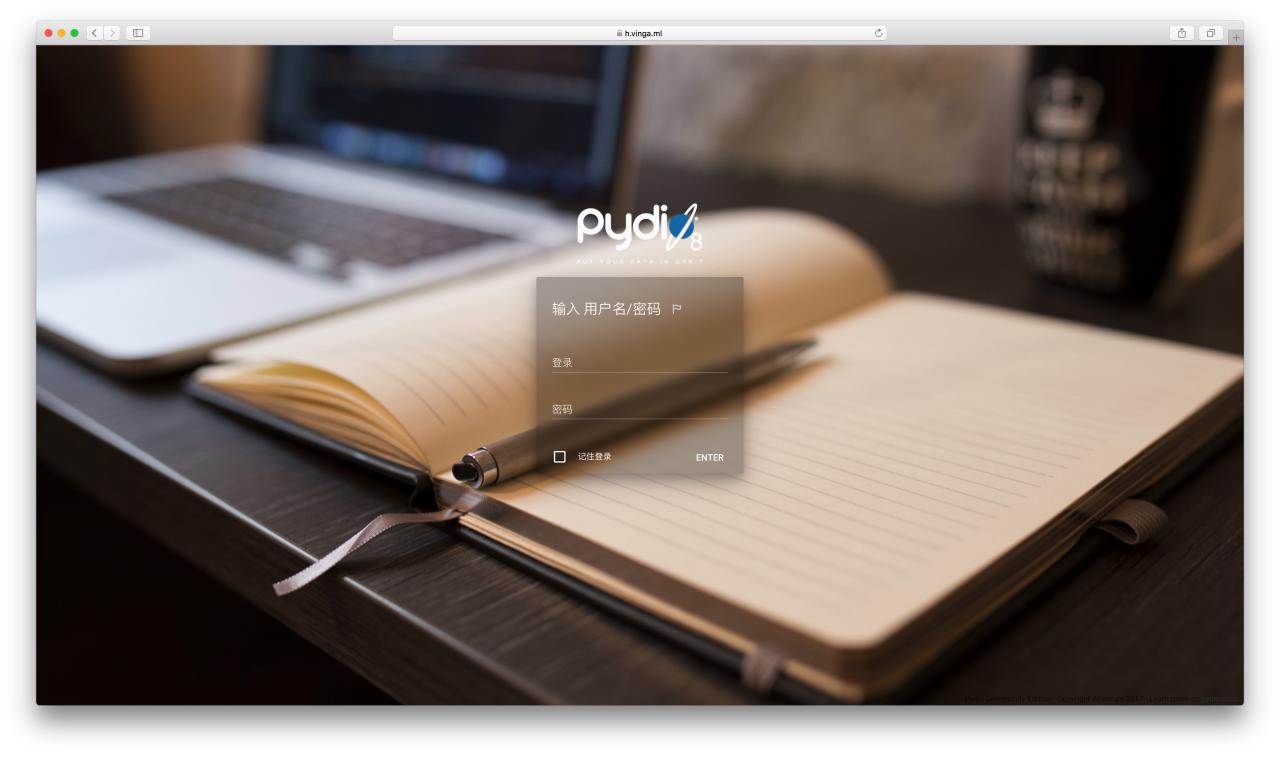 h.vinga.ml
pydio 8
PUT YOUR DATA IN ORBIT
输入 用户名/密码
登录
密码
记住登录
ENTER
Pydio Community Edition - Copyright Abstrium 2017 - Learn more on pydio.com
KEEP